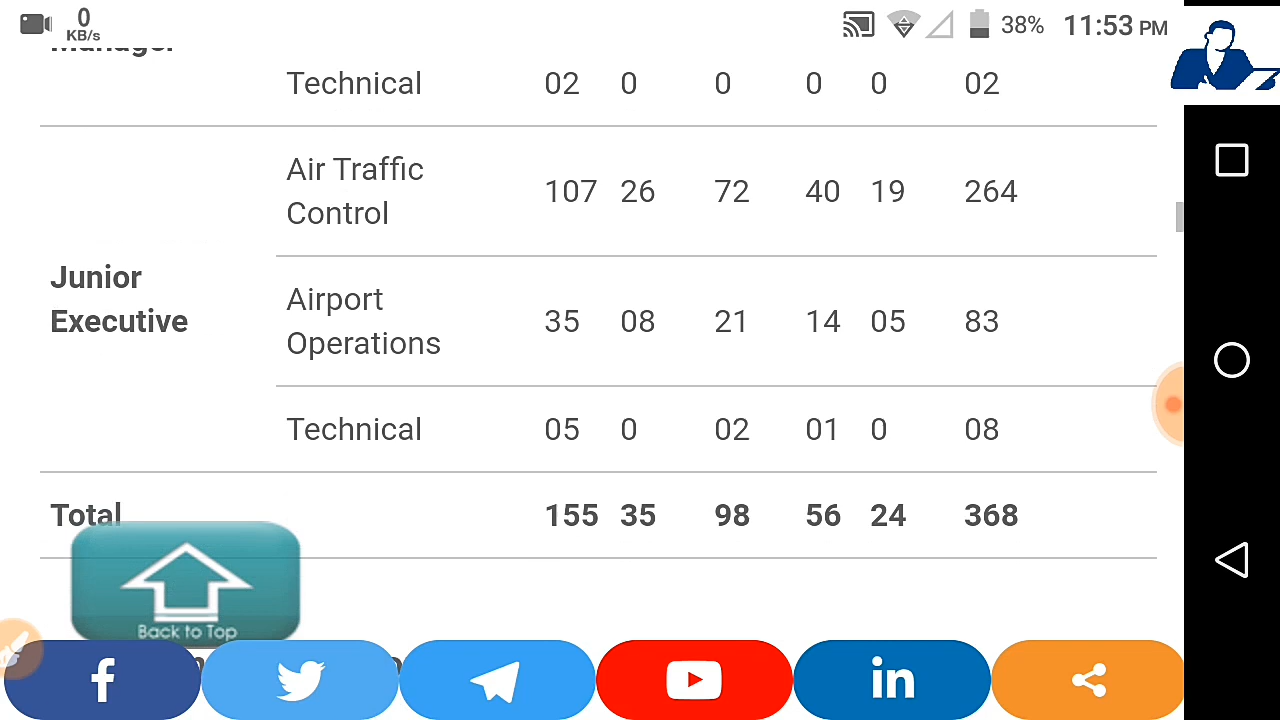 0
KB/s
38% 11:53 PM
Manager
Technical 02 0 0 0 0 02
Air Traffic
Control
107 26 72 40 19 264
Junior
Executive
Airport
Operations
35 08 21 14 05 83
Technical 05 0 02 01 0 08
Total 155 35 98 56 24 368
Back to Top
f
in